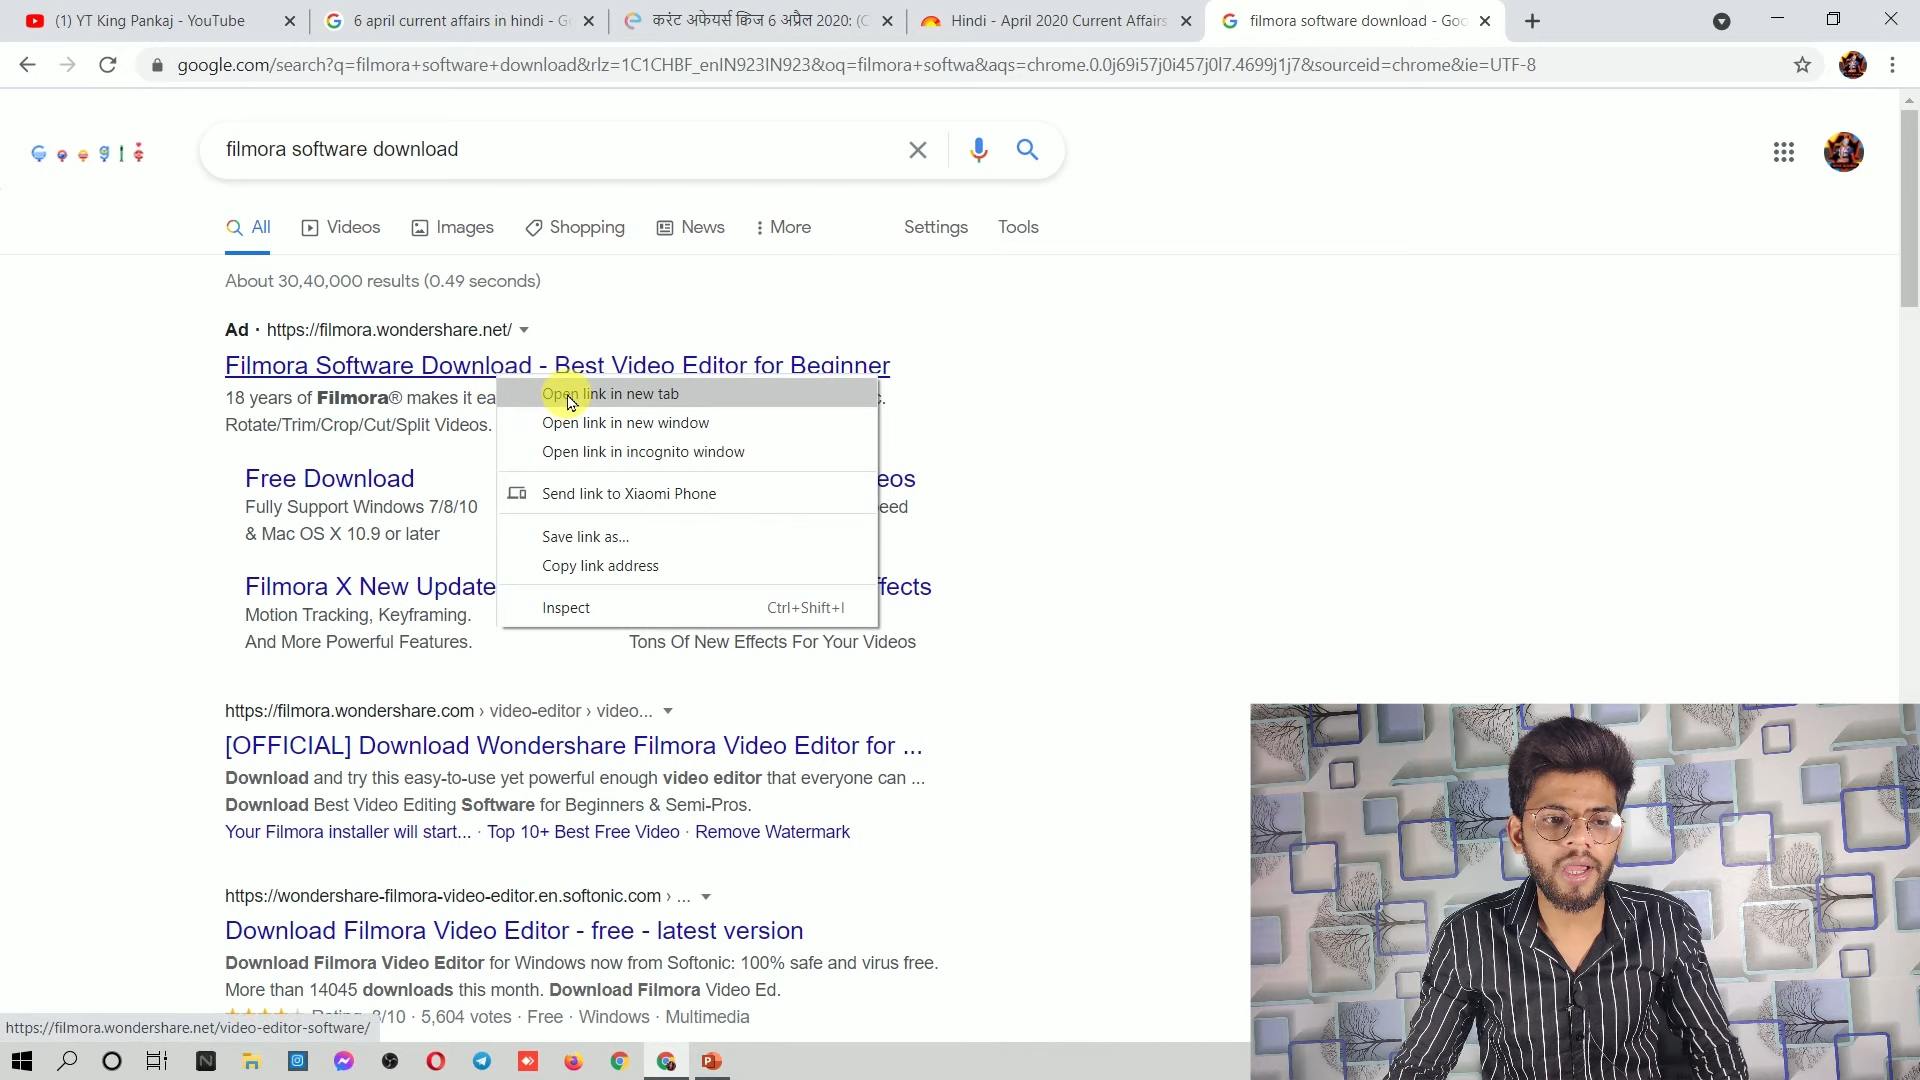 (1) YT King Pankaj - YouTube
6 april current affairs in hindi - G
करंट अफेयर्स क्विज 6 अप्रैल 2020: (C
Hindi - April 2020 Current Affairs
filmora software download - Goo
google.com/search?q=filmora+software+download&rlz=1C1CHBF_enIN923IN923&oq=filmora+softwa&aqs=chrome.0.0j69i57j0i457j0l7.4699j1j7&sourceid=chrome&ie=UTF-8
Google
filmora software download
All Videos Images Shopping News More Settings Tools
About 30,40,000 results (0.49 seconds)
Ad · https://filmora.wondershare.net/
Filmora Software Download - Best Video Editor for Beginner
18 years of Filmora® makes it ea
Rotate/Trim/Crop/Cut/Split Videos.
Open link in new tab
Open link in new window
Open link in incognito window
Send link to Xiaomi Phone
Save link as...
Copy link address
Inspect Ctrl+Shift+I
Free Download eos
Fully Support Windows 7/8/10 eed
& Mac OS X 10.9 or later
Filmora X New Update ffects
Motion Tracking, Keyframing.
And More Powerful Features. Tons Of New Effects For Your Videos
https://filmora.wondershare.com › video-editor › video...
[OFFICIAL] Download Wondershare Filmora Video Editor for ...
Download and try this easy-to-use yet powerful enough video editor that everyone can ...
Download Best Video Editing Software for Beginners & Semi-Pros.
Your Filmora installer will start... · Top 10+ Best Free Video · Remove Watermark
https://wondershare-filmora-video-editor.en.softonic.com › ...
Download Filmora Video Editor - free - latest version
Download Filmora Video Editor for Windows now from Softonic: 100% safe and virus free.
More than 14045 downloads this month. Download Filmora Video Ed.
8/10 · 5,604 votes · Free · Windows · Multimedia
https://filmora.wondershare.net/video-editor-software/